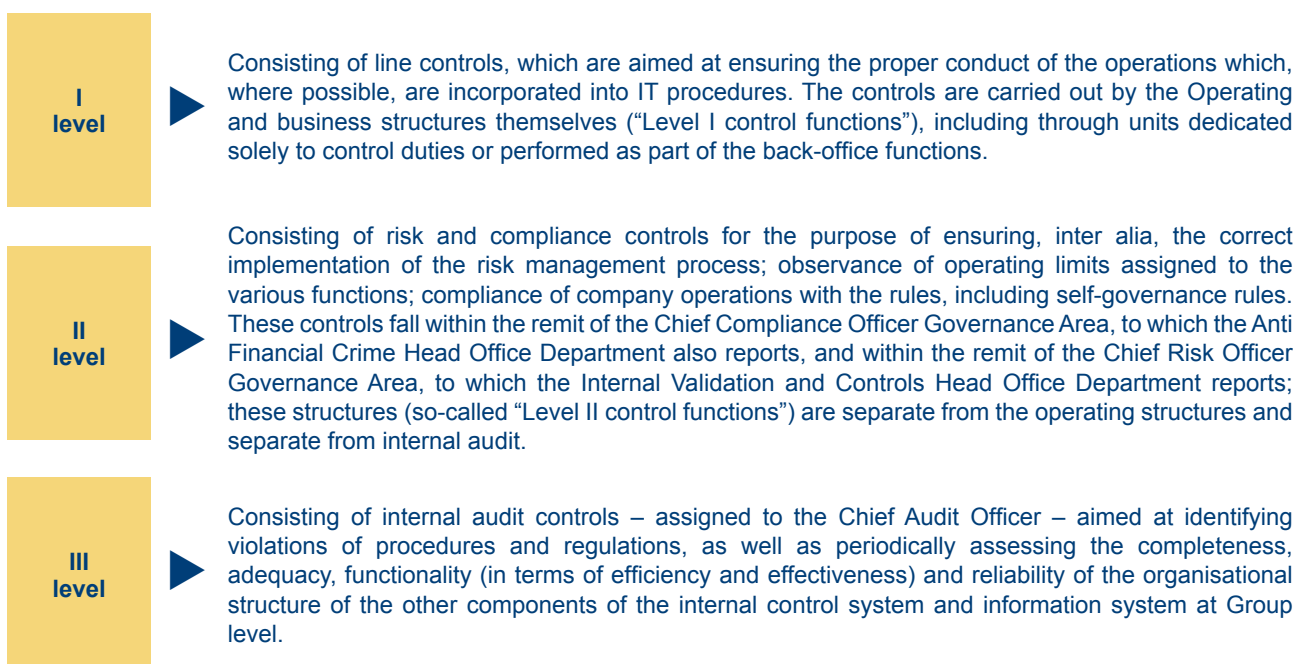 I
level
Consisting of line controls, which are aimed at ensuring the proper conduct of the operations which,
where possible, are incorporated into IT procedures. The controls are carried out by the Operating
and business structures themselves (“Level I control functions”), including through units dedicated
solely to control duties or performed as part of the back-office functions.
II
level
Consisting of risk and compliance controls for the purpose of ensuring, inter alia, the correct
implementation of the risk management process; observance of operating limits assigned to the
various functions; compliance of company operations with the rules, including self-governance rules.
These controls fall within the remit of the Chief Compliance Officer Governance Area, to which the Anti
Financial Crime Head Office Department also reports, and within the remit of the Chief Risk Officer
Governance Area, to which the Internal Validation and Controls Head Office Department reports;
these structures (so-called “Level II control functions”) are separate from the operating structures and
separate from internal audit.
III
level
Consisting of internal audit controls – assigned to the Chief Audit Officer – aimed at identifying
violations of procedures and regulations, as well as periodically assessing the completeness,
adequacy, functionality (in terms of efficiency and effectiveness) and reliability of the organisational
structure of the other components of the internal control system and information system at Group
level.